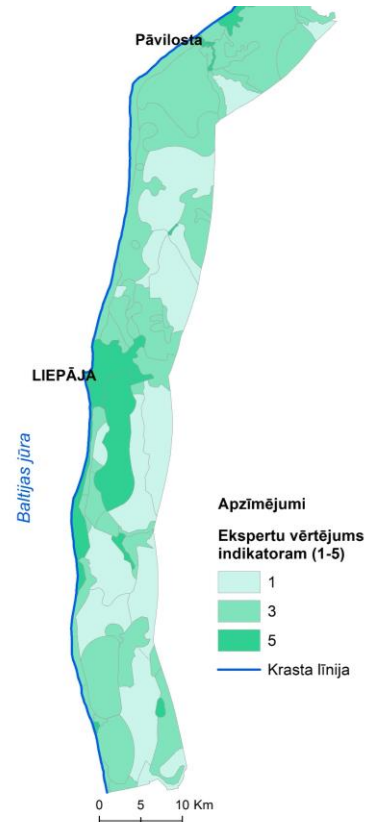 Pāvilosta
LIEPĀJA
Baltijas jūra
Apzīmējumi
Ekspertu vērtējums
indikatoram (1-5)
1
3
5
Krasta līnija
0 5 10 Km